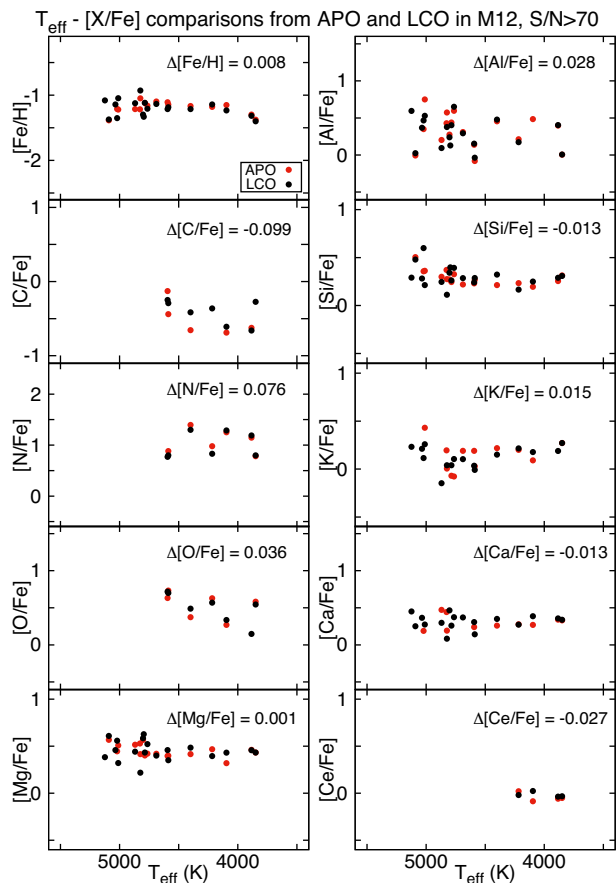 T_eff - [X/Fe] comparisons from APO and LCO in M12, S/N>70
Δ[Fe/H] = 0.008
-1
-2
[Fe/H],
APO
LCO
Δ[Al/Fe] = 0.028
1
0
[Al/Fe]
Δ[C/Fe] = -0.099
1
0
-1
[C/Fe]
Δ[Si/Fe] = -0.013
1
0
[Si/Fe]
Δ[N/Fe] = 0.076
2
1
0
[N/Fe]
Δ[K/Fe] = 0.015
1
0
[K/Fe]
Δ[O/Fe] = 0.036
1
0
[O/Fe]
Δ[Ca/Fe] = -0.013
1
0
[Ca/Fe]
Δ[Mg/Fe] = 0.001
1
0
[Mg/Fe]
Δ[Ce/Fe] = -0.027
1
0
[Ce/Fe]
5000 4000
T_eff (K)
5000 4000
T_eff (K)